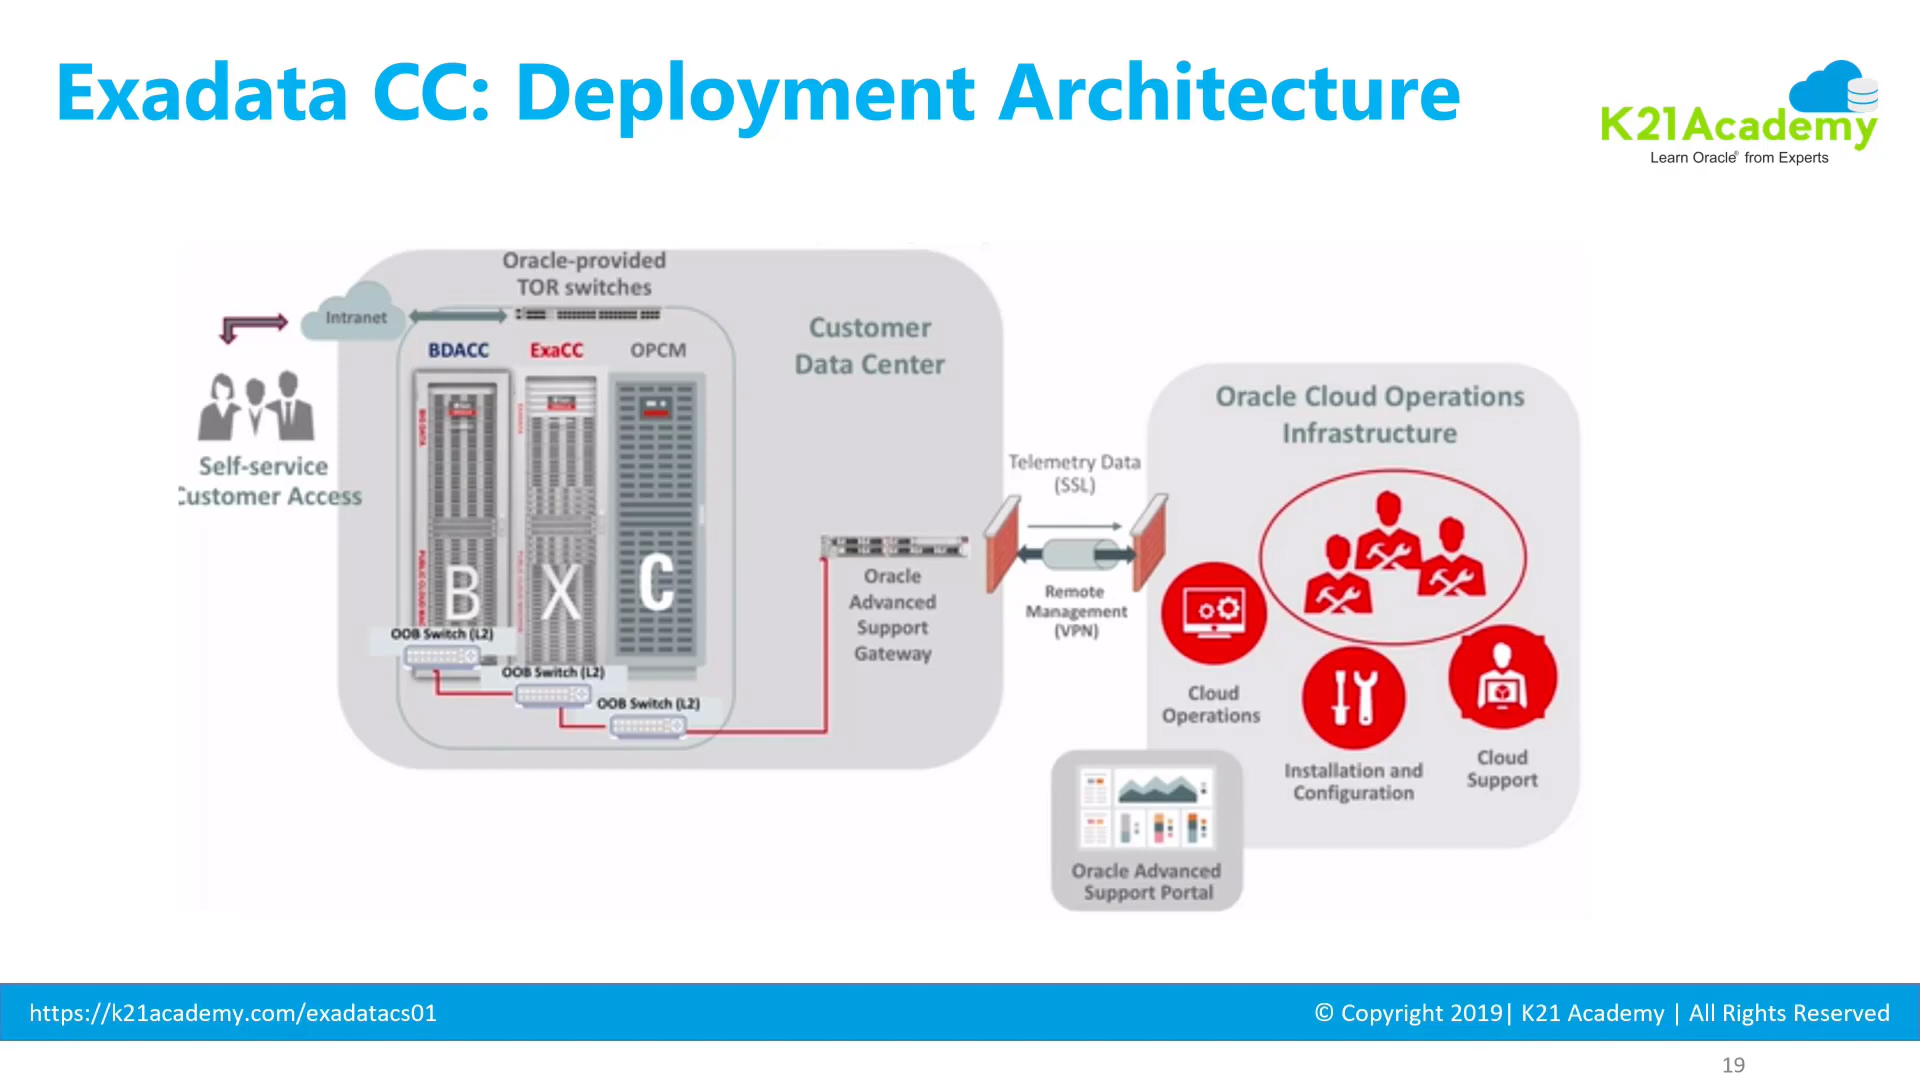 Exadata CC: Deployment Architecture
K21Academy
Learn Oracle® from Experts
Oracle-provided
TOR switches
Intranet
BDACC
ExaCC
OPCM
Customer
Data Center
Self-service
Customer Access
B
X
C
OOB Switch (L2)
OOB Switch (L2)
OOB Switch (L2)
Oracle
Advanced
Support
Gateway
Telemetry Data
(SSL)
Remote
Management
(VPN)
Oracle Cloud Operations
Infrastructure
Cloud
Operations
Installation and
Configuration
Cloud
Support
Oracle Advanced
Support Portal
https://k21academy.com/exadatacs01
© Copyright 2019| K21 Academy | All Rights Reserved
19